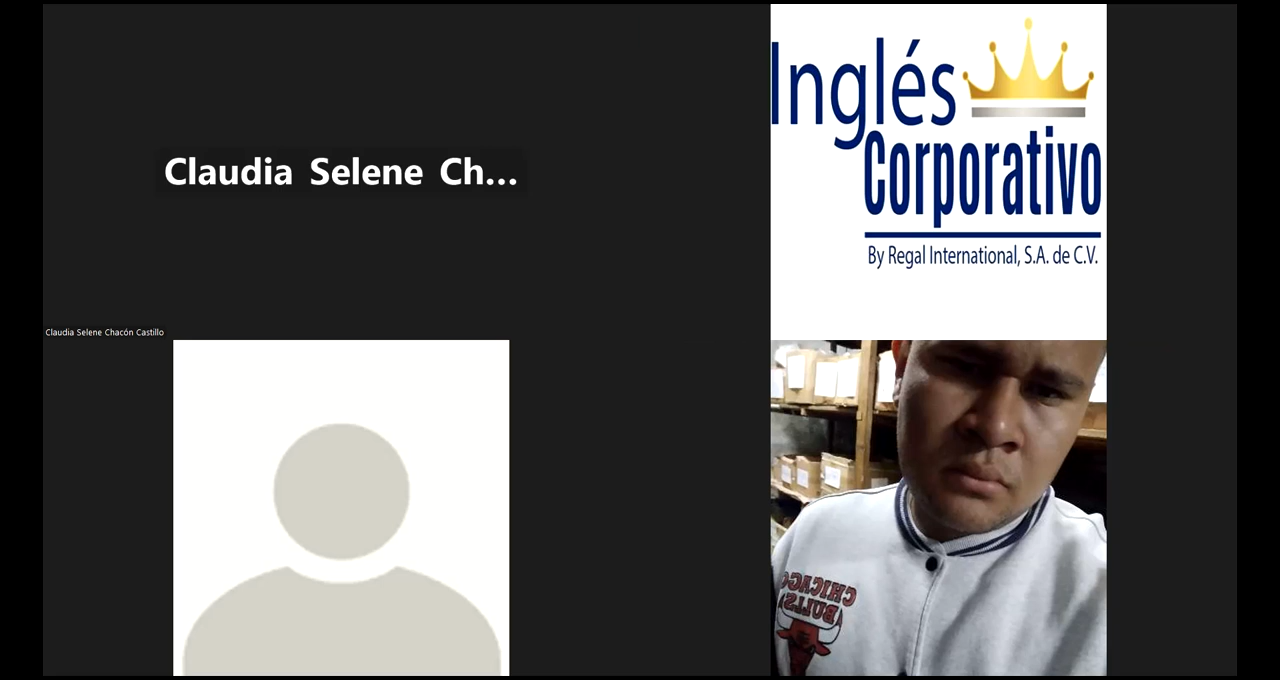 Claudia Selene Ch...
Inglés
Corporativo
By Regal International, S.A. de C.V.
Claudia Selene Chacón Castillo
CHICAGO
BULLS